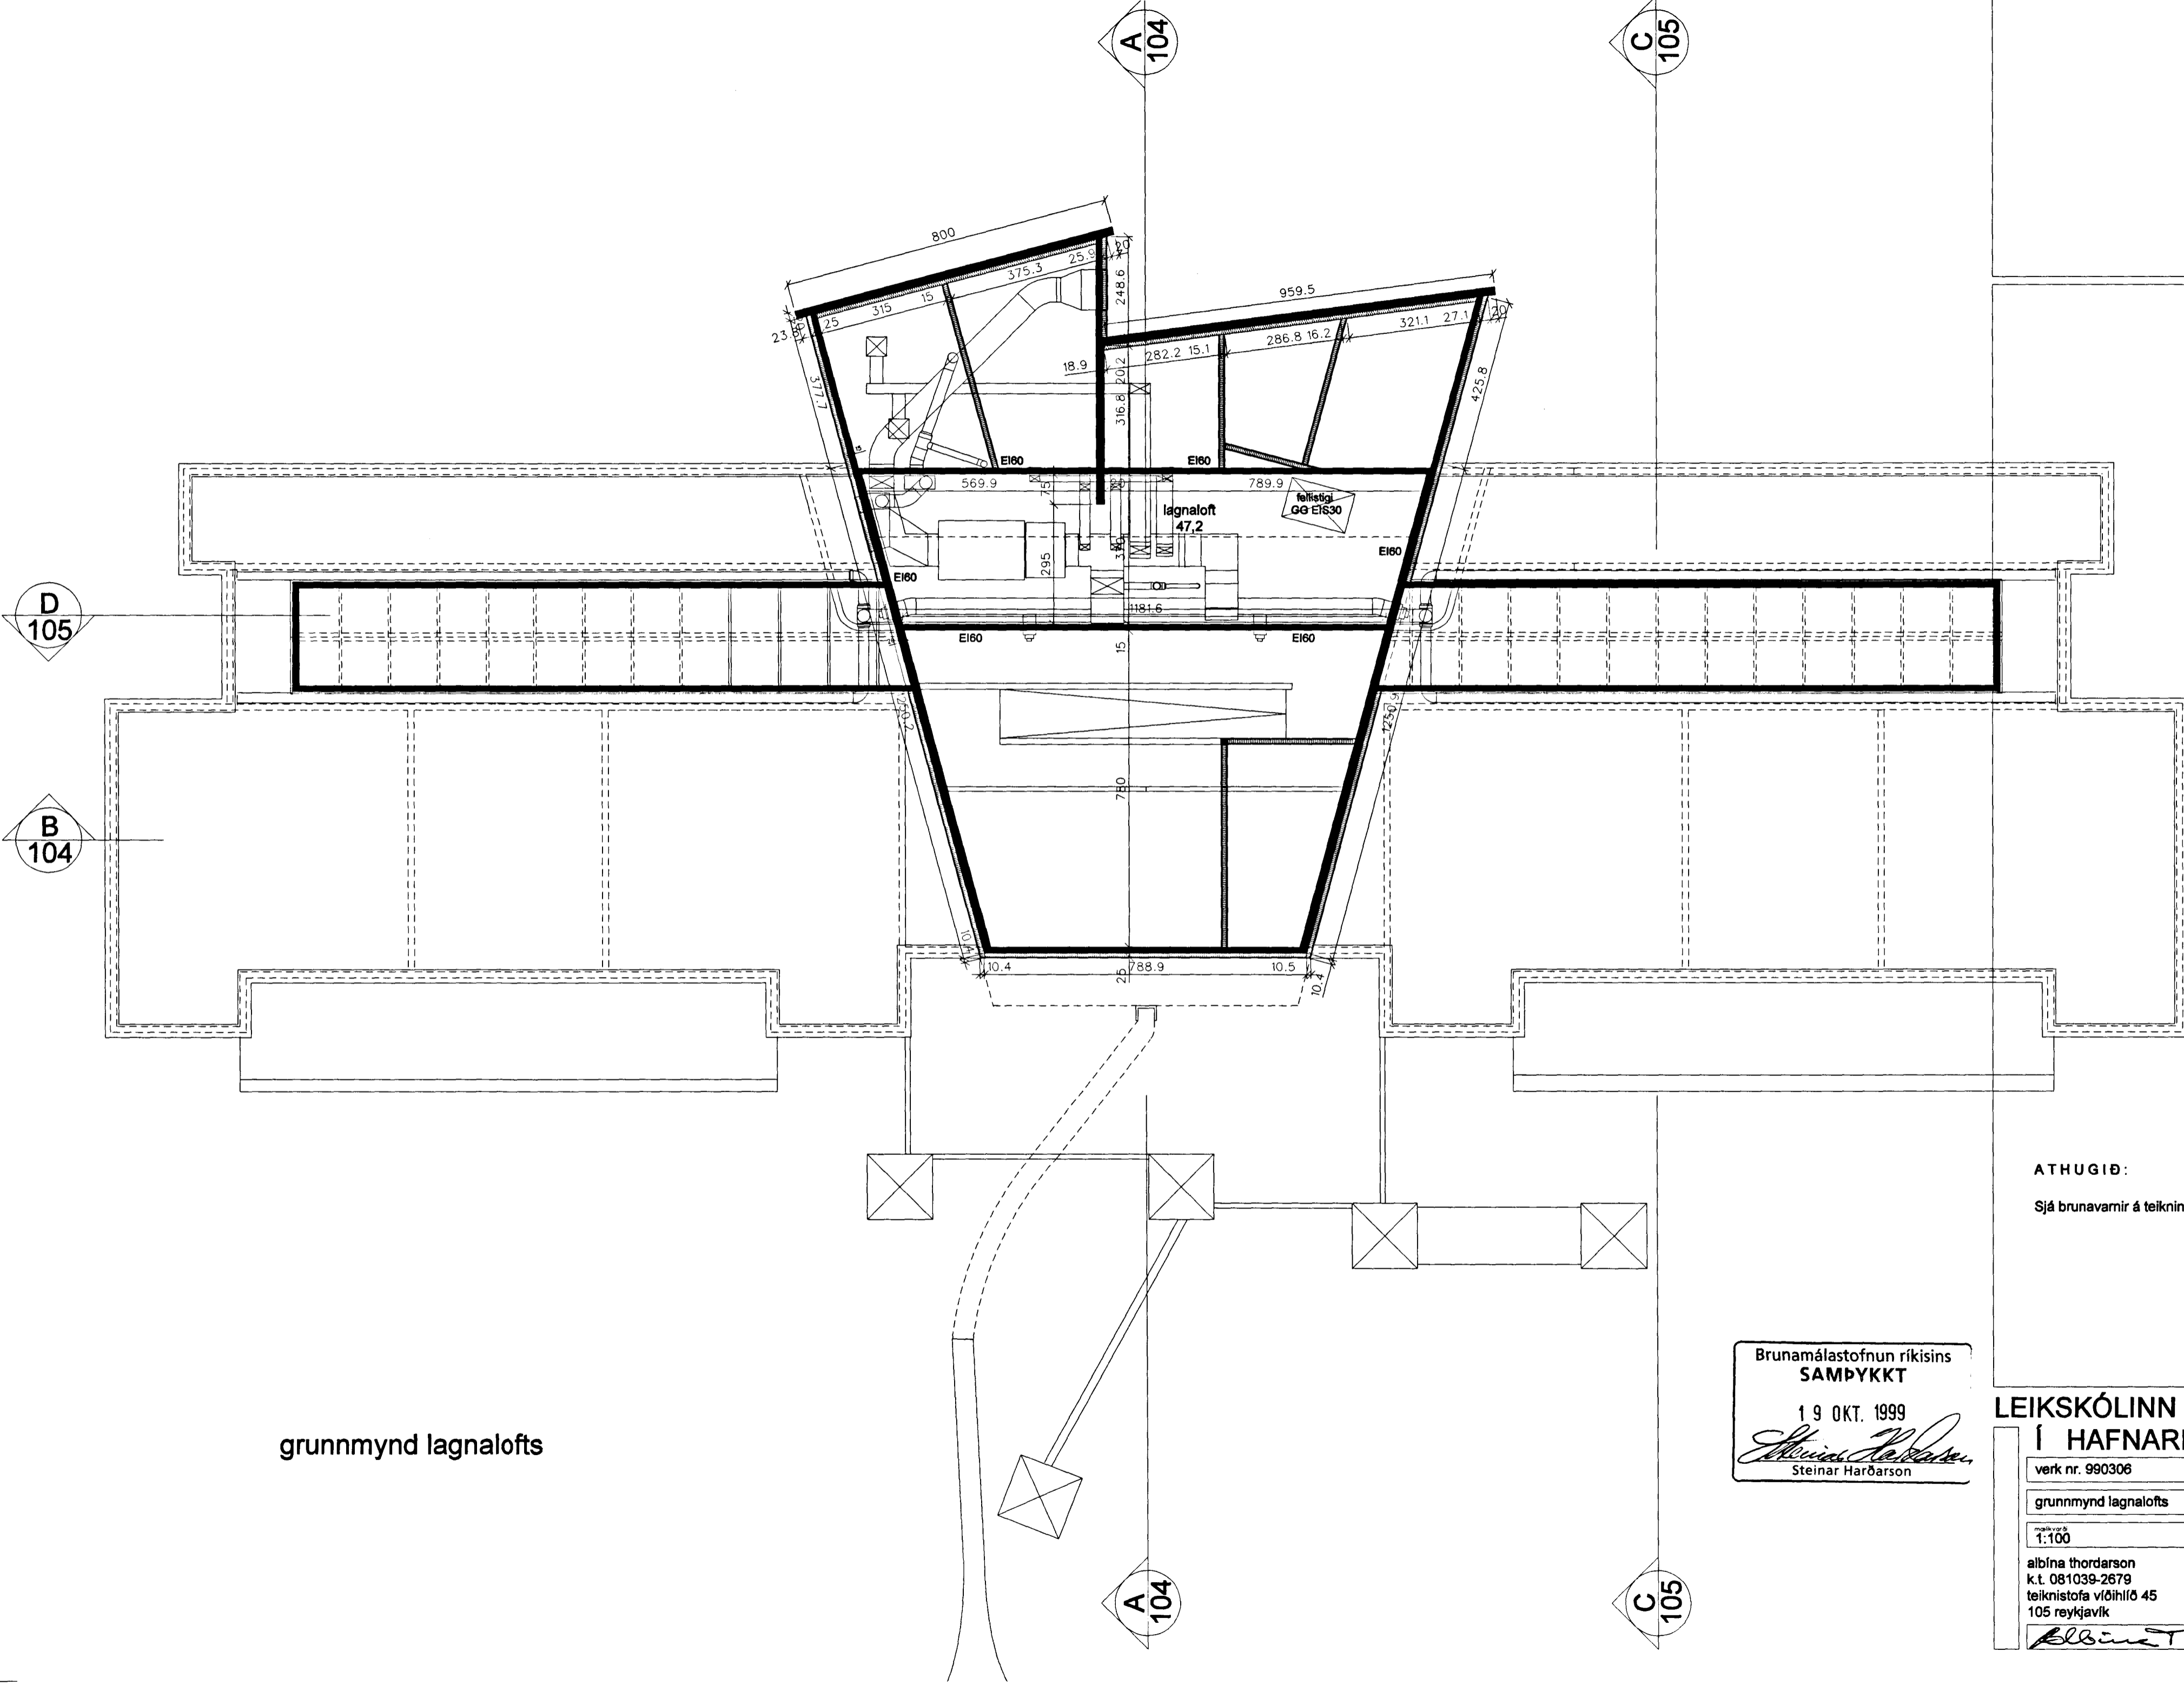 A
104
C
105
800
375.3
25.9
20
248.6
315
15
25
23.6
377.7
959.5
321.1
27.1
20
286.8
16.2
282.2
15.1
18.9
20.2
316.8
425.8
EI60
EI60
569.9
75
789.9
fellistigi
GG EIS30
lagnaloft
47,2
EI60
295
EI60
D
105
1181.6
EI60
EI60
15
780
B
104
10.4
788.9
10.5
25
10.4
ATHUGIÐ:
Sjá brunavarnir á teiknin
Brunamálastofnun ríkisins
SAMÞYKKT
19 OKT. 1999
Steinar Harðarson
grunnmynd lagnalofts
LEIKSKÓLINN
Í HAFNAR
verk nr. 990306
grunnmynd lagnalofts
mælikvarði
1:100
albína thordarson
k.t. 081039-2679
teiknistofa víðihlíð 45
105 reykjavík
A
104
C
105